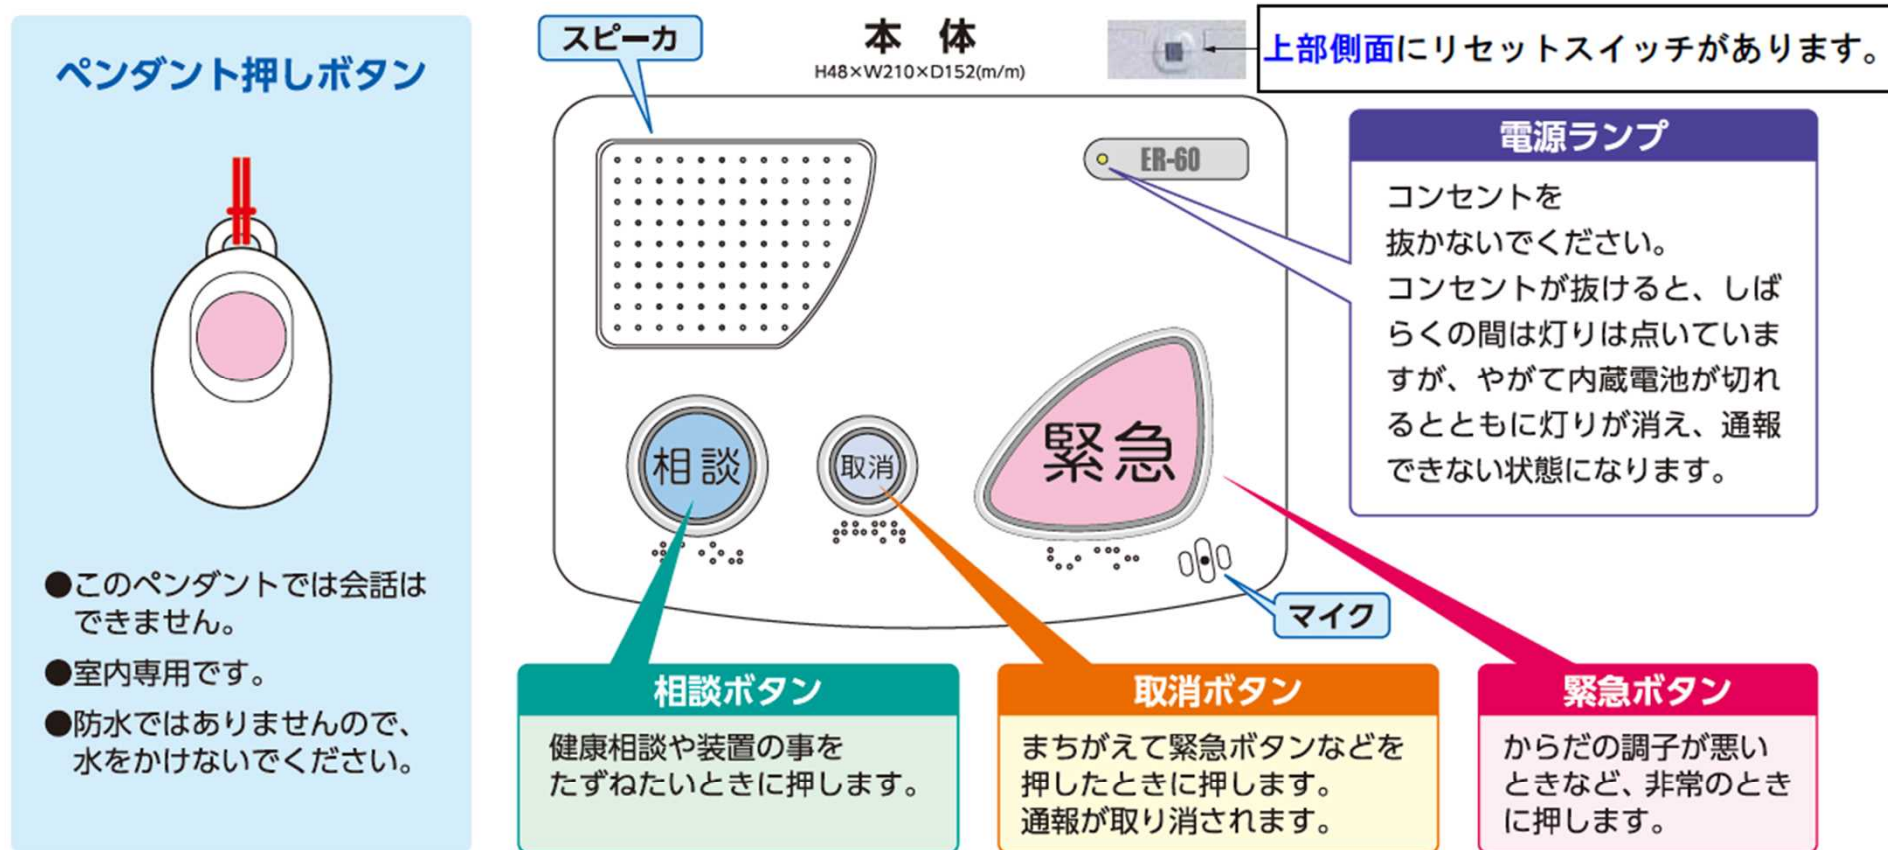 ペンダント押しボタン
●このペンダントでは会話は
できません。
●室内専用です。
●防水ではありませんので、
水をかけないでください。
スピーカ
本 体
H48×W210×D152(m/m)
上部側面にリセットスイッチがあります。
ER-60
電源ランプ
コンセントを
抜かないでください。
コンセントが抜けると、しば
らくの間は灯りは点いていま
すが、やがて内蔵電池が切れ
るとともに灯りが消え、通報
できない状態になります。
相談
取消
緊急
マイク
相談ボタン
健康相談や装置の事を
たずねたいときに押します。
取消ボタン
まちがえて緊急ボタンなどを
押したときに押します。
通報が取り消されます。
緊急ボタン
からだの調子が悪い
ときなど、非常のとき
に押します。